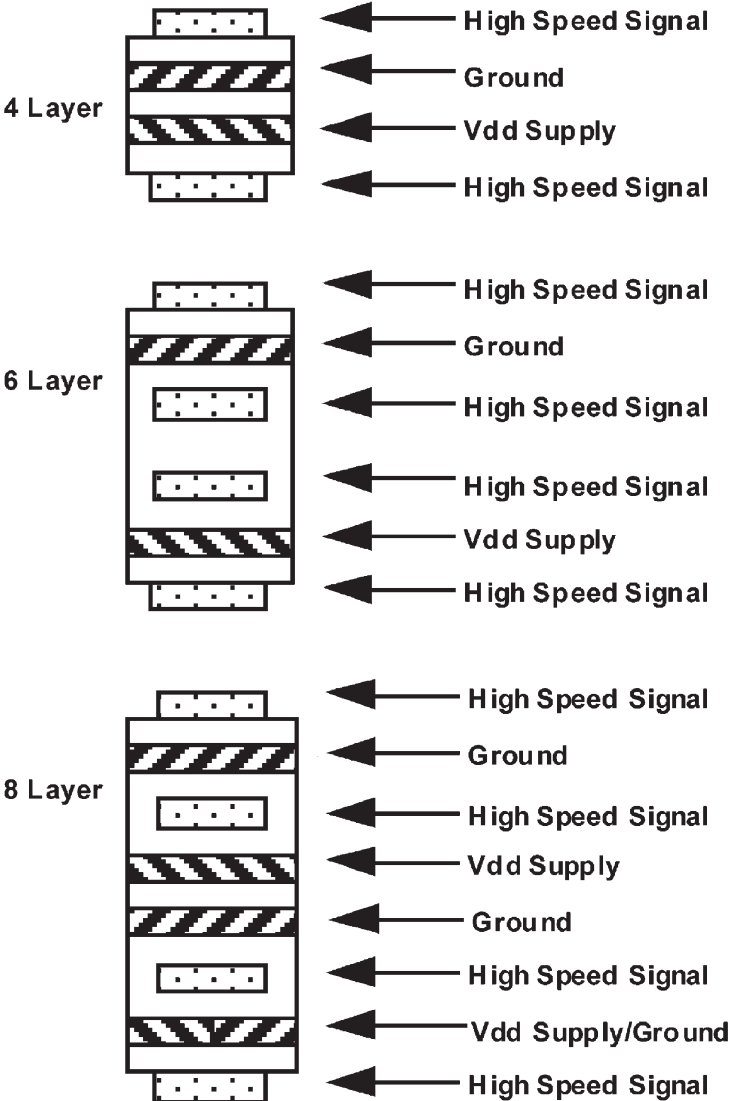 High Speed Signal
Ground
4 Layer
Vdd Supply
High Speed Signal
High Speed Signal
Ground
6 Layer
High Speed Signal
High Speed Signal
Vdd Supply
High Speed Signal
High Speed Signal
Ground
8 Layer
High Speed Signal
Vdd Supply
Ground
High Speed Signal
Vdd Supply/Ground
High Speed Signal